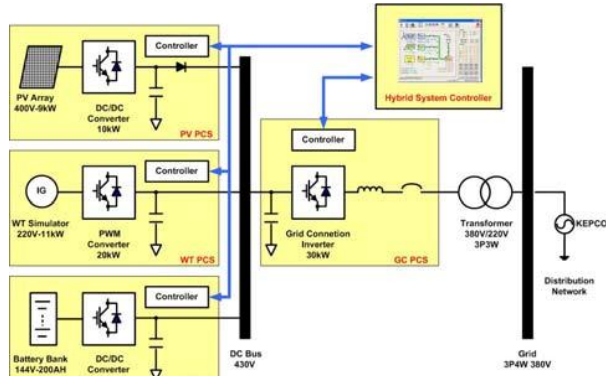 Controller
PV Array
400V-9kW
DC/DC
Converter
10kW
PV PCS
Hybrid System Controller
Controller
IG
WT Simulator
220V-11kW
PWM
Converter
20kW
WT PCS
Controller
Grid Connetion
Inverter
30kW
GC PCS
Transformer
380V/220V
3P3W
KEPCO
Distribution
Network
Controller
Battery Bank
144V-200AH
DC/DC
Converter
DC Bus
430V
Grid
3P4W 380V